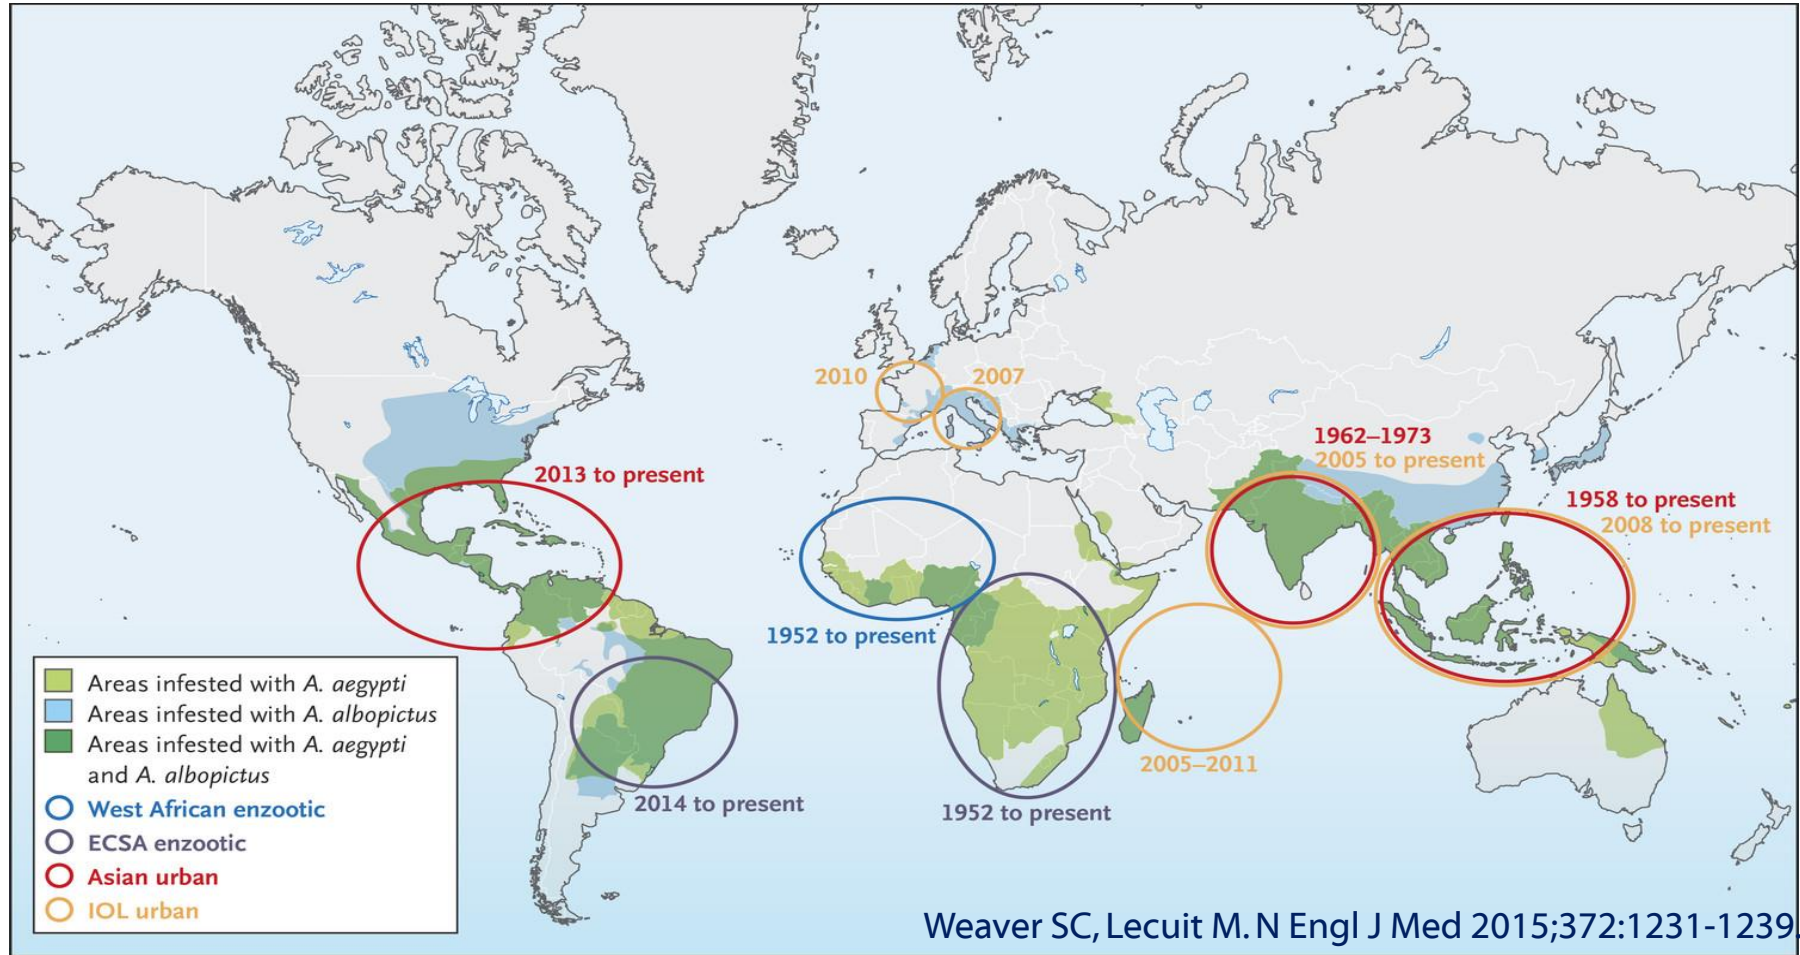 2010
2007
1962–1973
2005 to present
2013 to present
1958 to present
2008 to present
1952 to present
Areas infested with A. aegypti
Areas infested with A. albopictus
Areas infested with A. aegypti
and A. albopictus
West African enzootic
ECSA enzootic
Asian urban
IOL urban
2005–2011
2014 to present
1952 to present
Weaver SC, Lecuit M. N Engl J Med 2015;372:1231-1239.